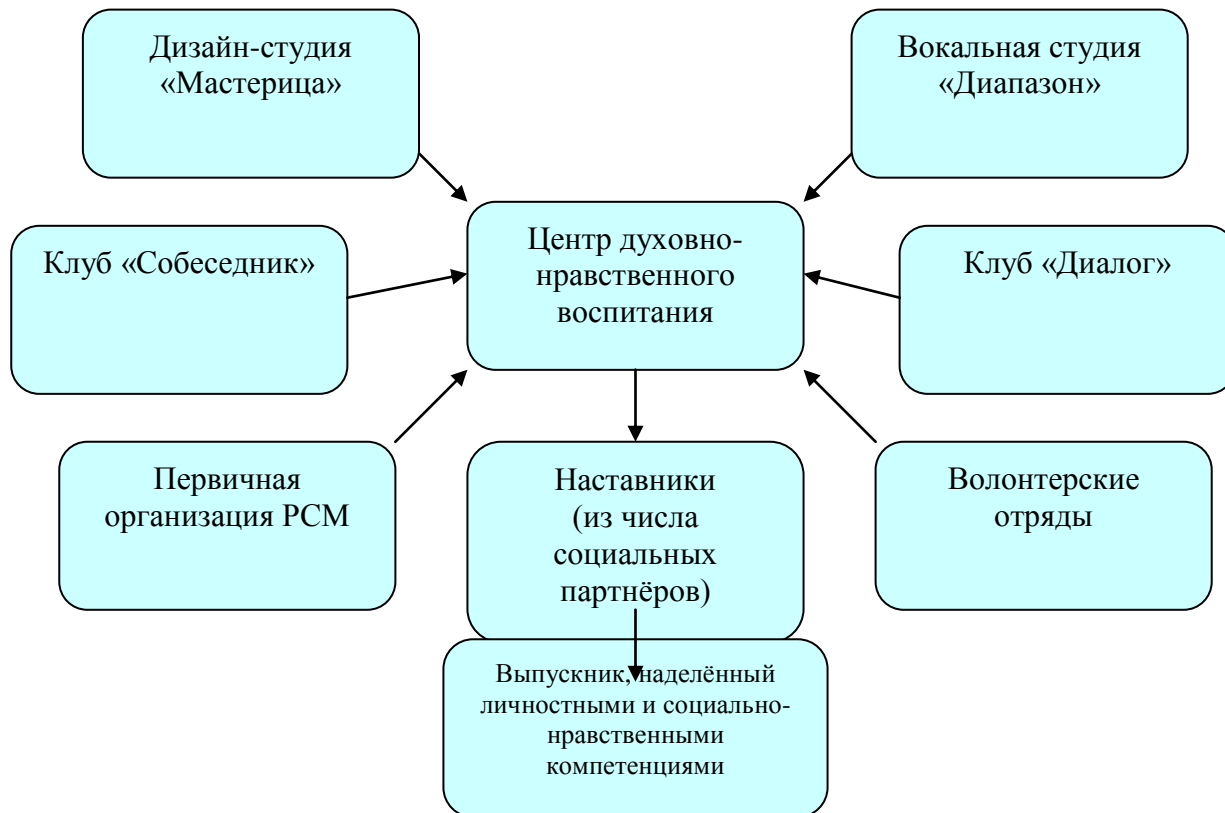 Дизайн-студия
«Мастерица»
Вокальная студия
«Диапазон»
Клуб «Собеседник»
Центр духовно-
нравственного
воспитания
Клуб «Диалог»
Первичная
организация РСМ
Наставники
(из числа
социальных
партнёров)
Волонтерские
отряды
Выпускник, наделённый
личностными и социально-
нравственными
компетенциями